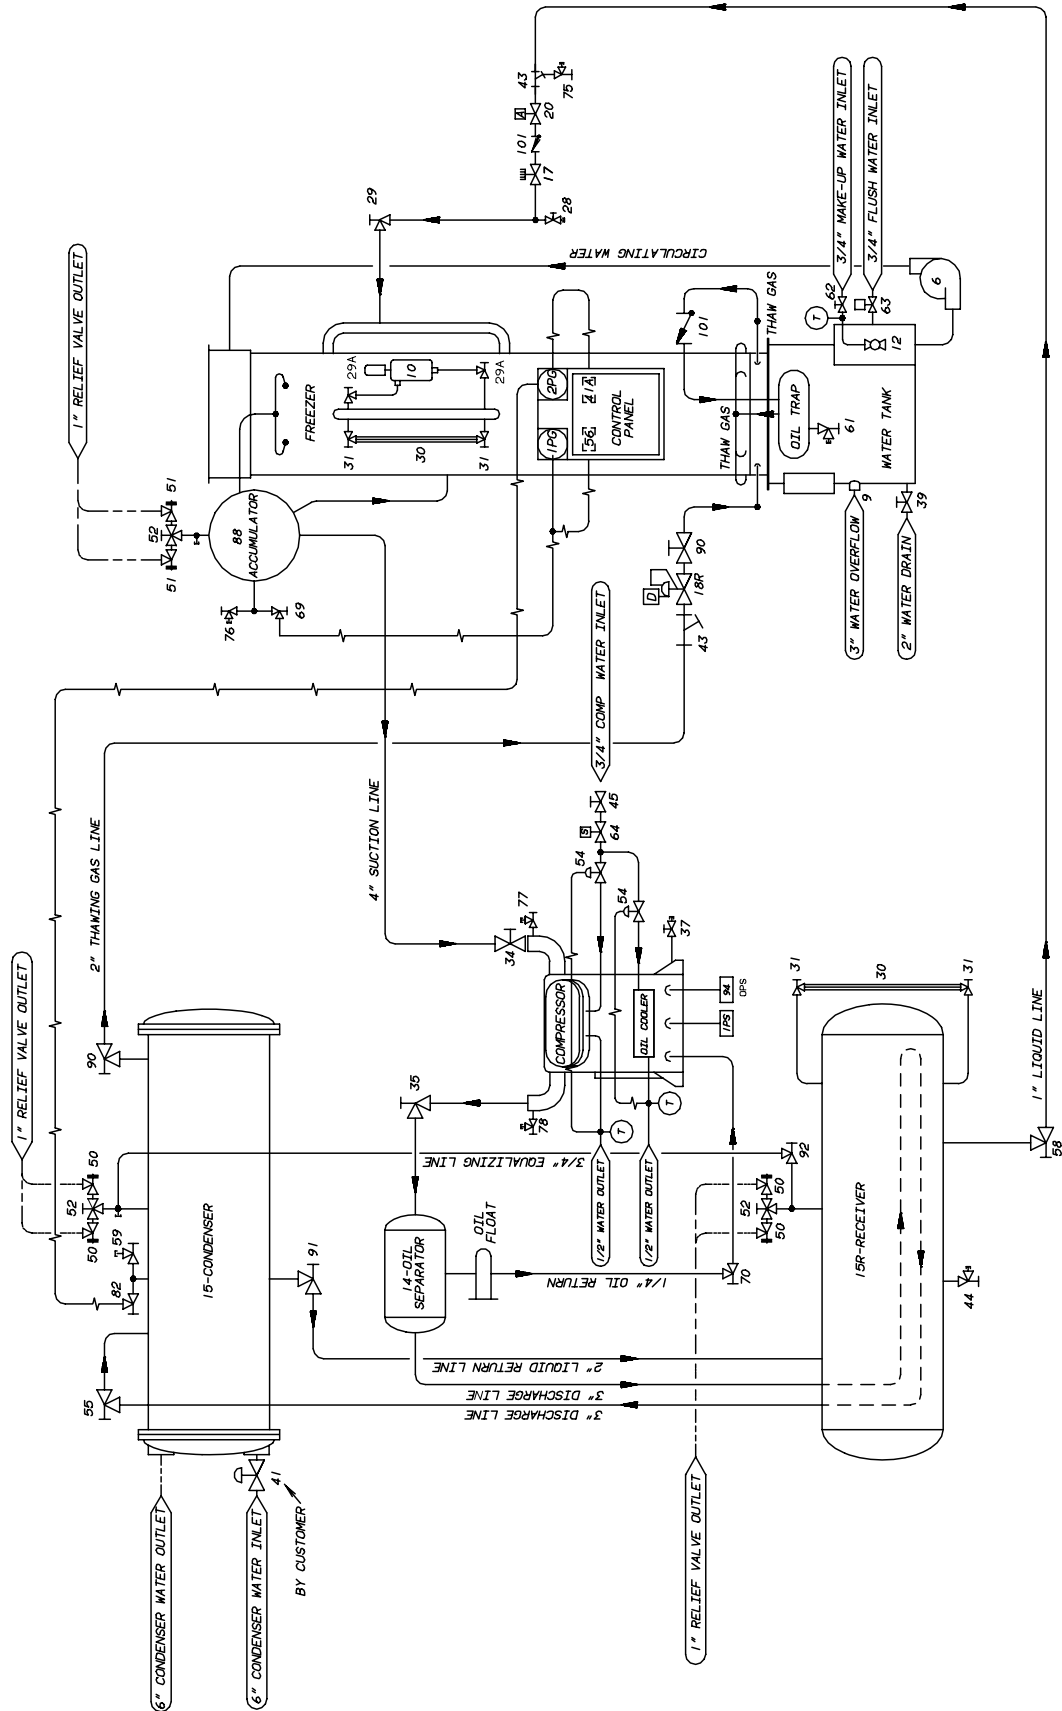 1" RELIEF VALVE OUTLET
51
52
51
88
ACCUMULATOR
76
69
FREEZER
29A
10
29A
31
30
31
29
43
75
20
A
101
17
28
CIRCULATING WATER
3/4" MAKE-UP WATER INLET
3/4" FLUSH WATER INLET
62
63
T
6
12
THAW GAS
101
2PG
1PG
41A
56
CONTROL
PANEL
THAW GAS
OIL TRAP
61
WATER TANK
9
39
3" WATER OVERFLOW
2" WATER DRAIN
90
18R
D
43
2" THAWING GAS LINE
4" SUCTION LINE
3/4" COMP WATER INLET
45
64
S
54
54
77
34
37
COMPRESSOR
OIL COOLER
94
OPS
1PS
78
35
T
T
1/2" WATER OUTLET
1/2" WATER OUTLET
1" RELIEF VALVE OUTLET
90
50
52
50
59
82
15-CONDENSER
91
55
3/4" EQUALIZING LINE
14-OIL
SEPARATOR
OIL
FLOAT
1/4" OIL RETURN
70
2" LIQUID RETURN LINE
3" DISCHARGE LINE
3" DISCHARGE LINE
41
BY CUSTOMER
6" CONDENSER WATER OUTLET
6" CONDENSER WATER INLET
1" RELIEF VALVE OUTLET
50
52
50
92
31
30
31
15R-RECEIVER
44
58
1" LIQUID LINE